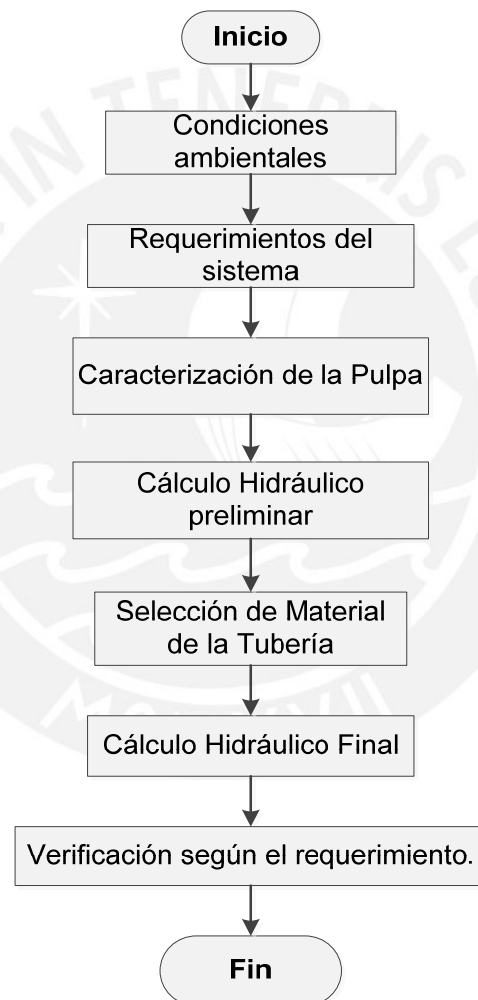 Inicio
Condiciones
ambientales
Requerimientos del
sistema
Caracterización de la Pulpa
Cálculo Hidráulico
preliminar
Selección de Material
de la Tubería
Cálculo Hidráulico Final
Verificación según el requerimiento.
Fin